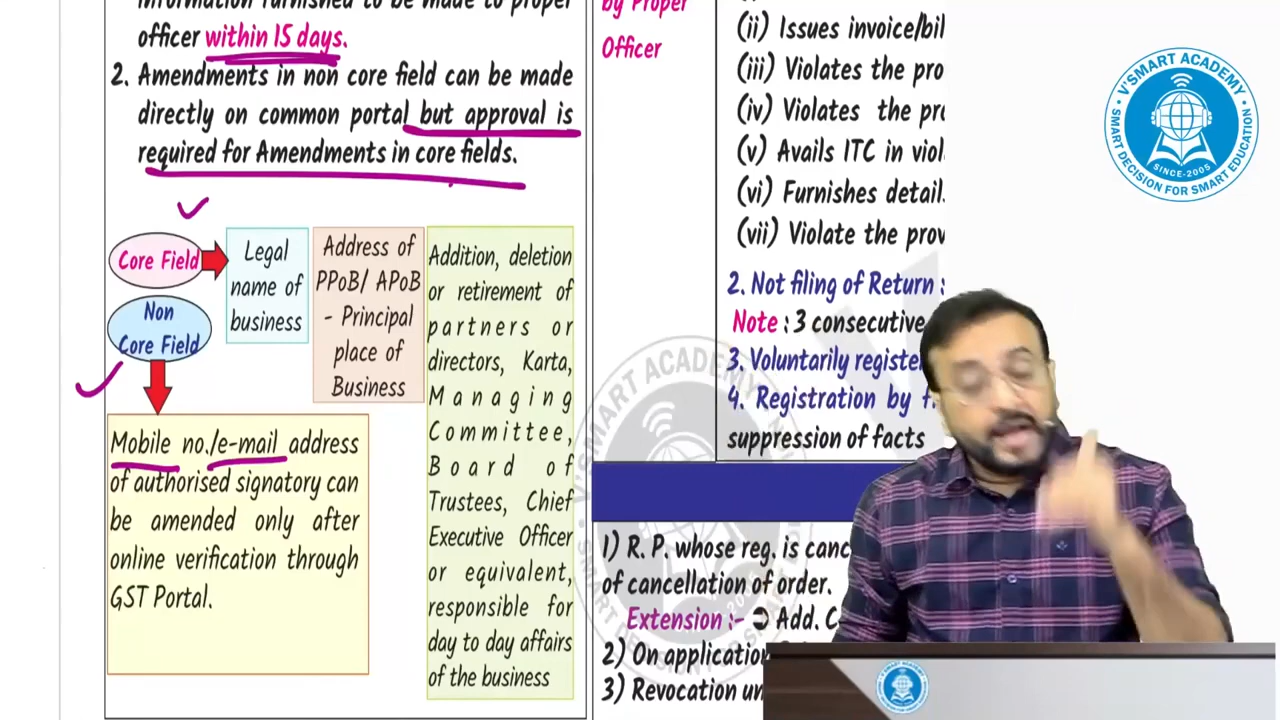 information furnished to be made to proper
officer within 15 days.
2. Amendments in non core field can be made
directly on common portal but approval is
required for Amendments in core fields.
Core Field
Legal
name of
business
Address of
PPoB/ APoB
- Principal
place of
Business
Addition, deletion
or retirement of
partners or
directors, Karta,
Managing
Committee,
Board of
Trustees, Chief
Executive Officer
or equivalent,
responsible for
day to day affairs
of the business
Non
Core Field
Mobile no./e-mail address
of authorised signatory can
be amended only after
online verification through
GST Portal.
by Proper
Officer
(ii) Issues invoice/bil
(iii) Violates the pro
(iv) Violates the pro
(v) Avails ITC in viol
(vi) Furnishes detail
(vii) Violate the prov
2. Not filing of Return :
Note : 3 consecutive
3. Voluntarily register
4. Registration by
suppression of facts
1) R. P. whose reg. is canc
of cancellation of order.
Extension :- ➲ Add. C
2) On application
3) Revocation un
V'SMART ACADEMY
SINCE-2005
SMART DECISION FOR SMART EDUCATION